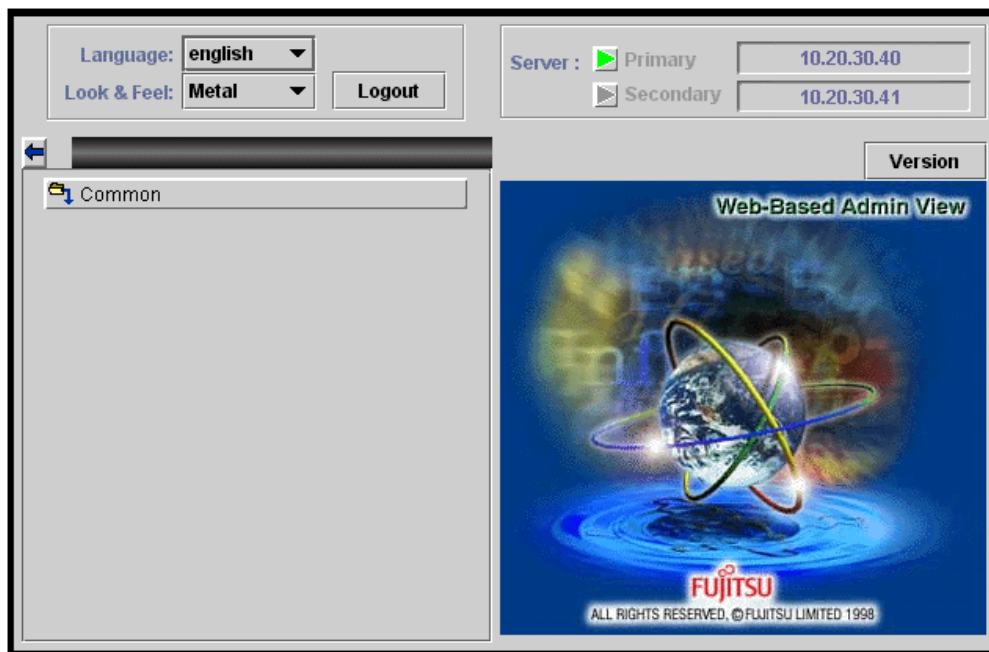 Language: english
Look & Feel: Metal Logout
Server : Primary 10.20.30.40
Secondary 10.20.30.41
Version
Common
Web-Based Admin View
FUJITSU
ALL RIGHTS RESERVED, © FUJITSU LIMITED 1998